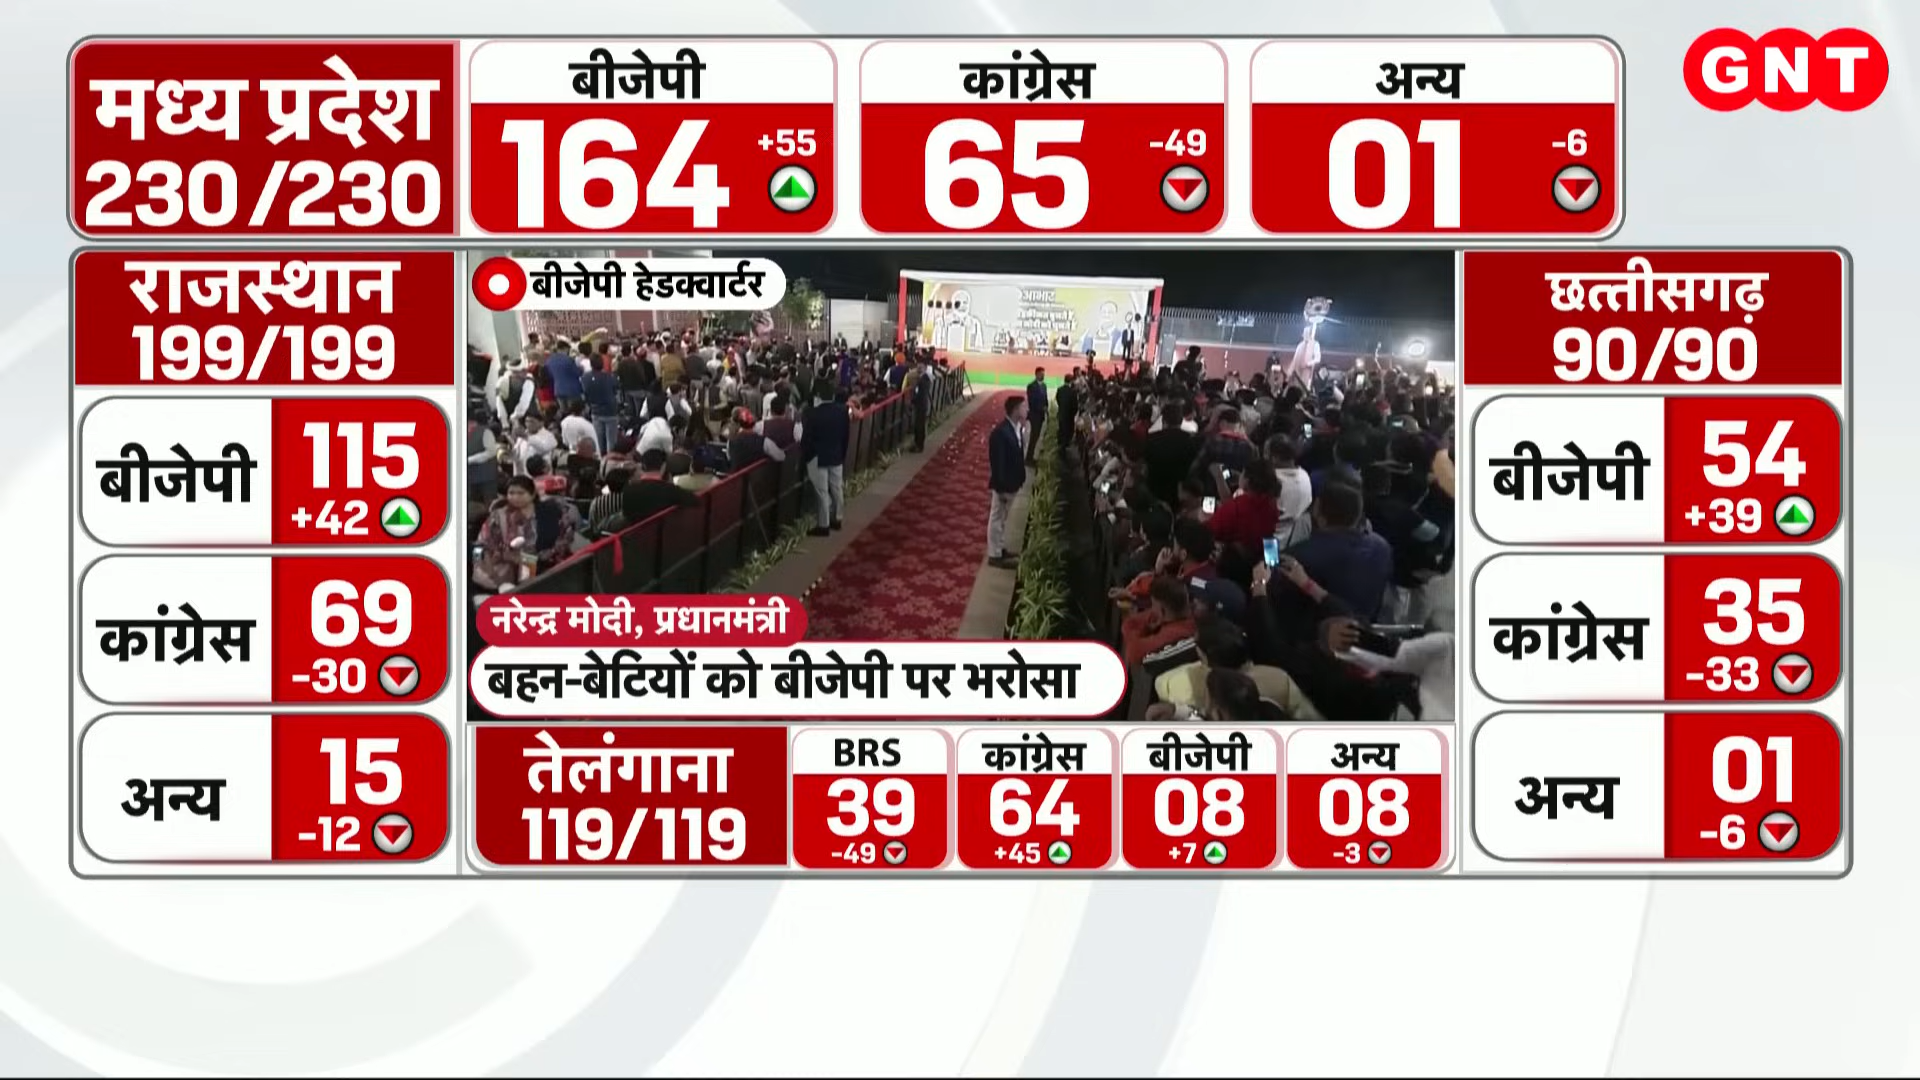 मध्य प्रदेश
230/230
बीजेपी
164
+55
कांग्रेस
65
-49
अन्य
01
-6
GNT
राजस्थान
199/199
बीजेपी
115
+42
कांग्रेस
69
-30
अन्य
15
-12
बीजेपी हेडक्वार्टर
नरेन्द्र मोदी, प्रधानमंत्री
बहन-बेटियों को बीजेपी पर भरोसा
तेलंगाना
119/119
BRS
39
-49
कांग्रेस
64
+45
बीजेपी
08
+7
अन्य
08
-3
छत्तीसगढ़
90/90
बीजेपी
54
+39
कांग्रेस
35
-33
अन्य
01
-6